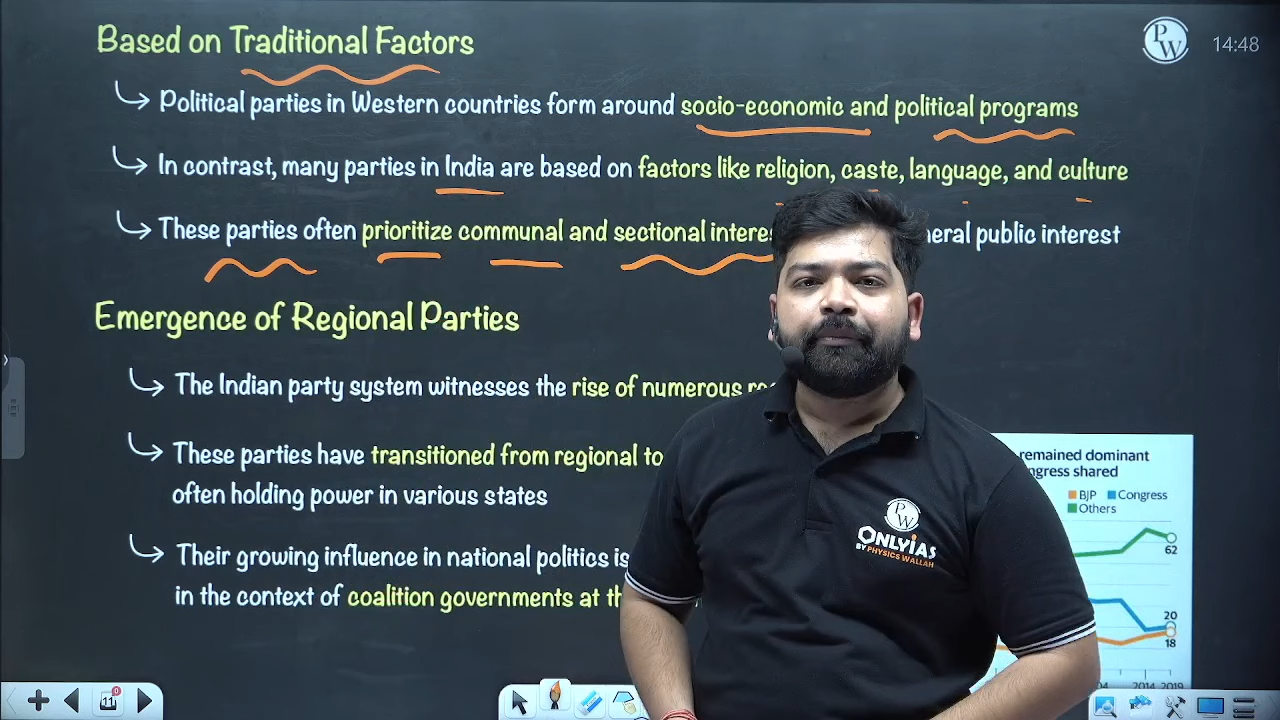 Based on Traditional Factors
PW
14:48
Political parties in Western countries form around socio-economic and political programs
In contrast, many parties in India are based on factors like religion, caste, language, and culture
These parties often prioritize communal and sectional public interest
Emergence of Regional Parties
The Indian party system witnesses the rise of numerous
These parties have transitioned from regional to
often holding power in various states
Their growing influence in national politics is
in the context of coalition governments at
remained dominant
shared
BJP Congress
Others
62
20
18
2014 2019
PW
ONLYIAS
BY PHYSICS WALLAH
11
0